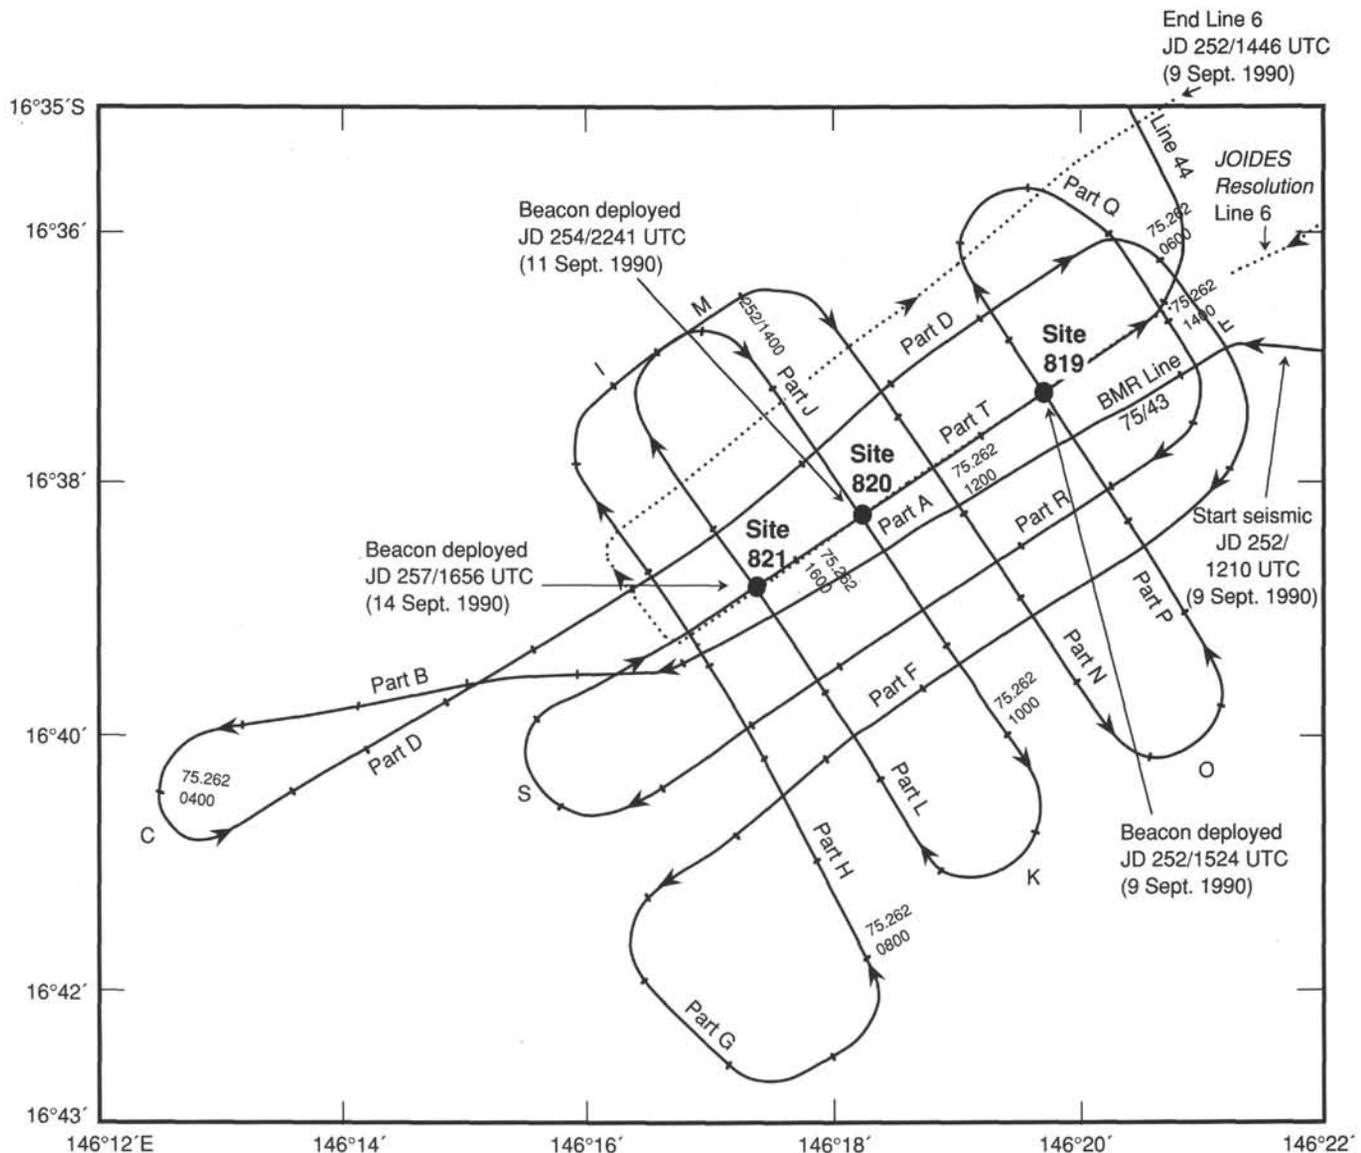 End Line 6
JD 252/1446 UTC
(9 Sept. 1990)
16°35´S
Line 44
JOIDES
Resolution
Line 6
Part Q
75.262
0600
Beacon deployed
JD 254/2241 UTC
(11 Sept. 1990)
16°36´
M
252/1400
75.262
1400
E
Part D
Site
819
I
Part J
BMR Line
75/43
Part T
Site
820
75.262
1200
16°38´
Part A
Part R
Start seismic
JD 252/
1210 UTC
(9 Sept. 1990)
Site
821
75.262
1600
Beacon deployed
JD 257/1656 UTC
(14 Sept. 1990)
Part P
Part N
Part B
Part F
75.262
1000
16°40´
Part D
O
75.262
0400
S
Part L
C
Part H
K
Beacon deployed
JD 252/1524 UTC
(9 Sept. 1990)
75.262
0800
16°42´
Part G
16°43´
146°12´E
146°14´
146°16´
146°18´
146°20´
146°22´